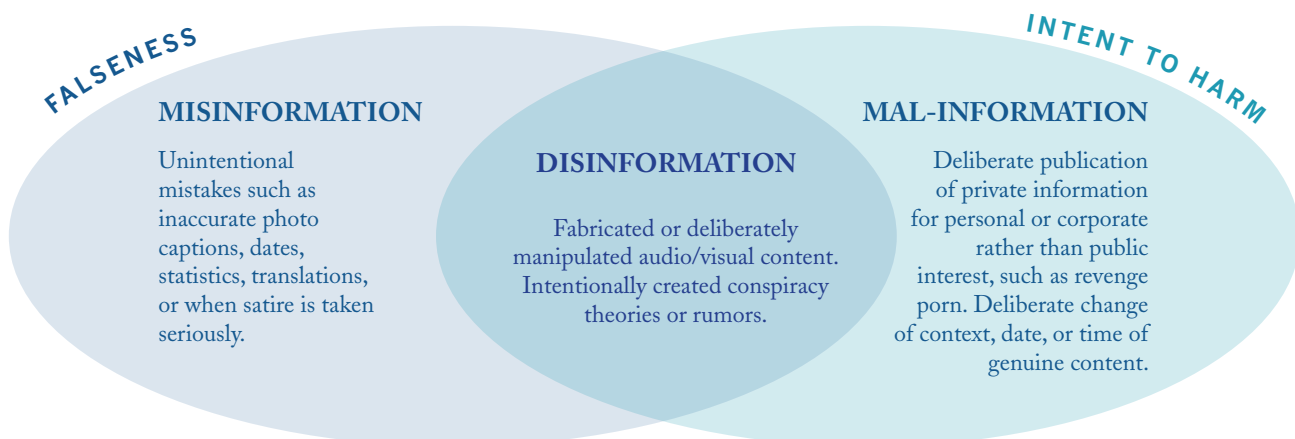 FALSENESS
INTENT TO HARM
MISINFORMATION
Unintentional
mistakes such as
inaccurate photo
captions, dates,
statistics, translations,
or when satire is taken
seriously.
DISINFORMATION
Fabricated or deliberately
manipulated audio/visual content.
Intentionally created conspiracy
theories or rumors.
MAL-INFORMATION
Deliberate publication
of private information
for personal or corporate
rather than public
interest, such as revenge
porn. Deliberate change
of context, date, or time of
genuine content.